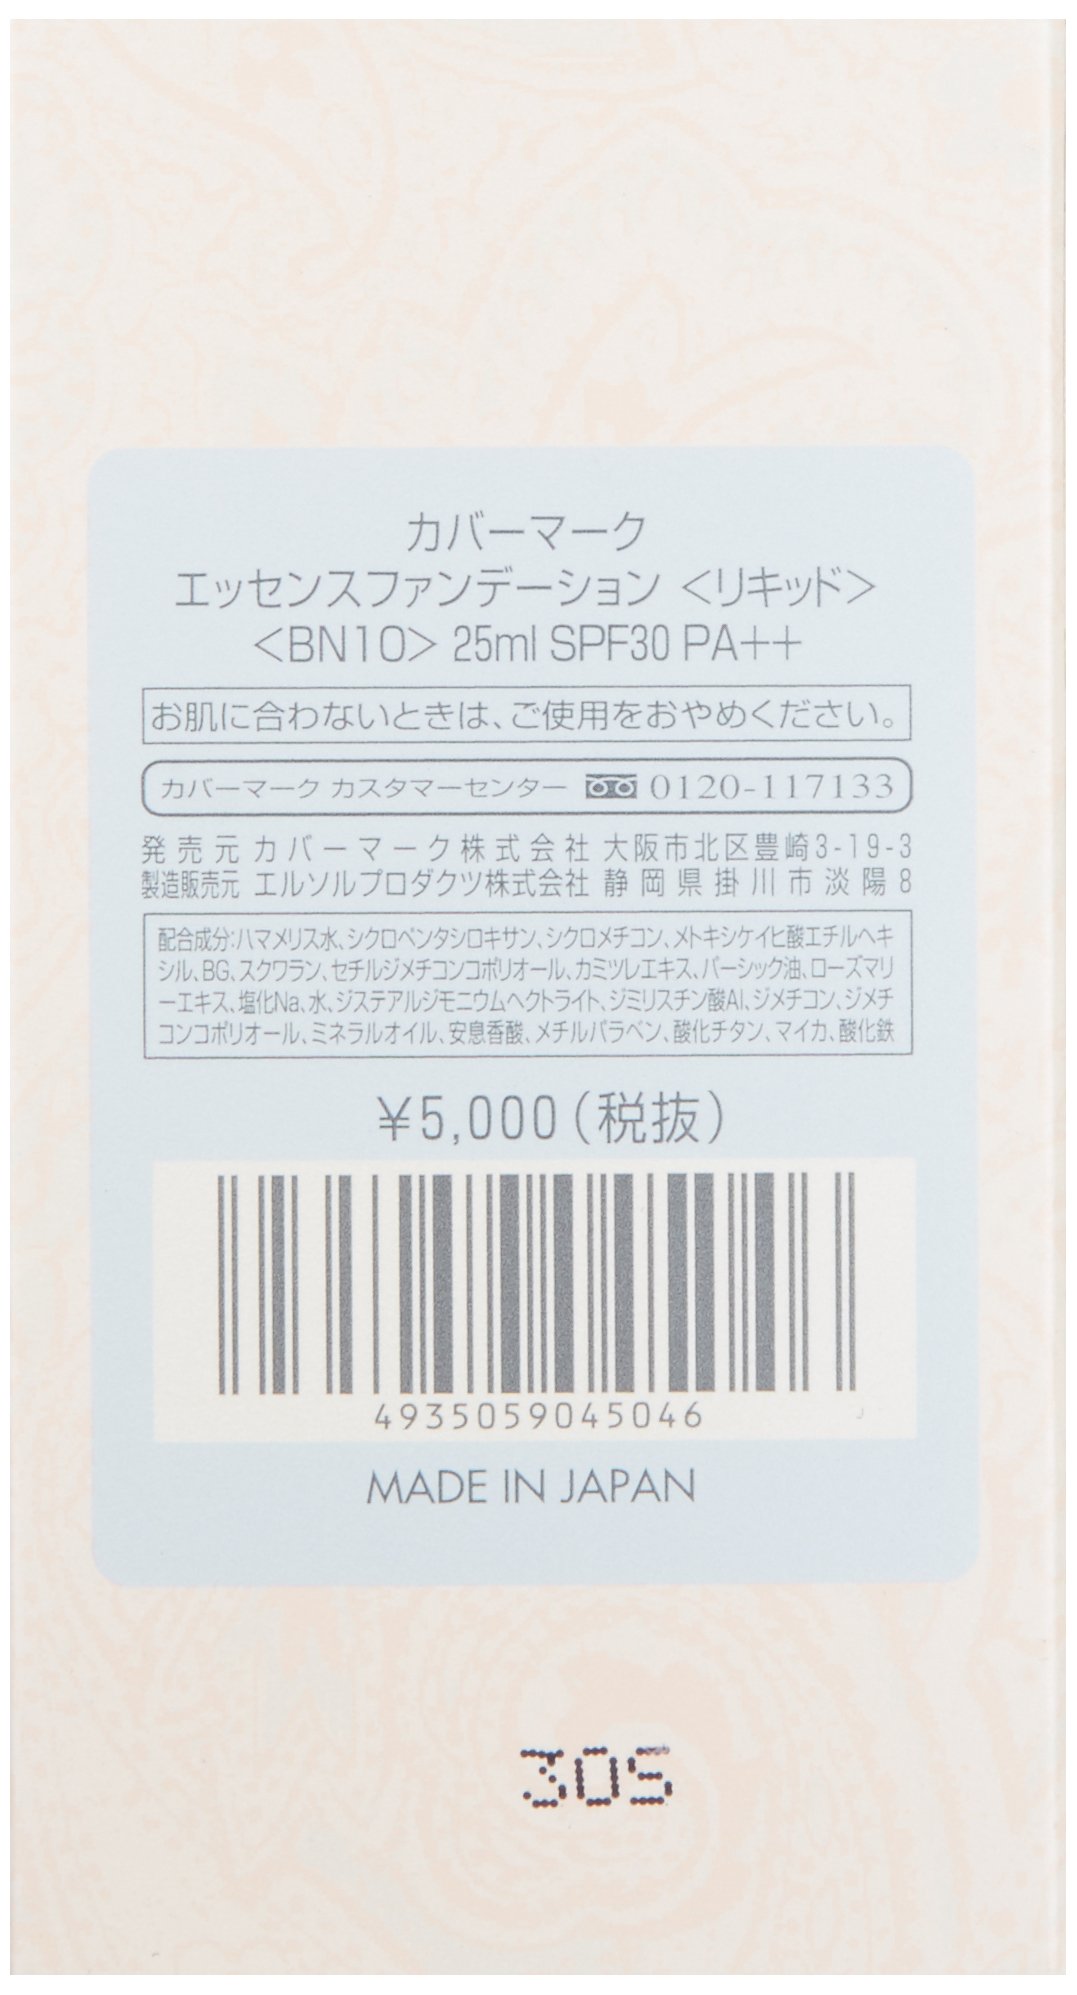 カバーマーク
エッセンスファンデーション <リキッド>
<BN10> 25ml SPF30 PA++
お肌に合わないときは、ご使用をおやめください。
カバーマーク カスタマーセンター 0120-117133
発売元 カバーマーク株式会社 大阪市北区豊崎3-19-3
製造販売元 エルソルプロダクツ株式会社 静岡県掛川市淡陽8
配合成分:ハマメリス水、シクロペンタシロキサン、シクロメチコン、メトキシケイヒ酸エチルヘキ
シル、BG、スクワラン、セチルジメチコンコポリオール、カミツレエキス、パーシック油、ローズマリ
ーエキス、塩化Na、水、ジステアルジモニウムヘクトライト、ジミリスチン酸Al、ジメチコン、ジメチ
コンコポリオール、ミネラルオイル、安息香酸、メチルパラベン、酸化チタン、マイカ、酸化鉄
¥5,000(税抜)
4935059045046
MADE IN JAPAN
305